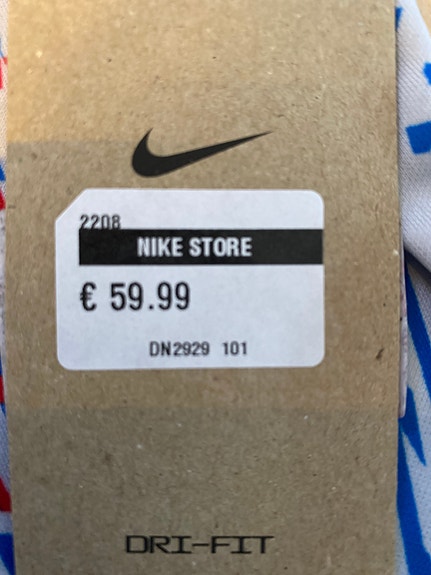 2208
NIKE STORE
€ 59.99
DN2929 101
DRI-FIT